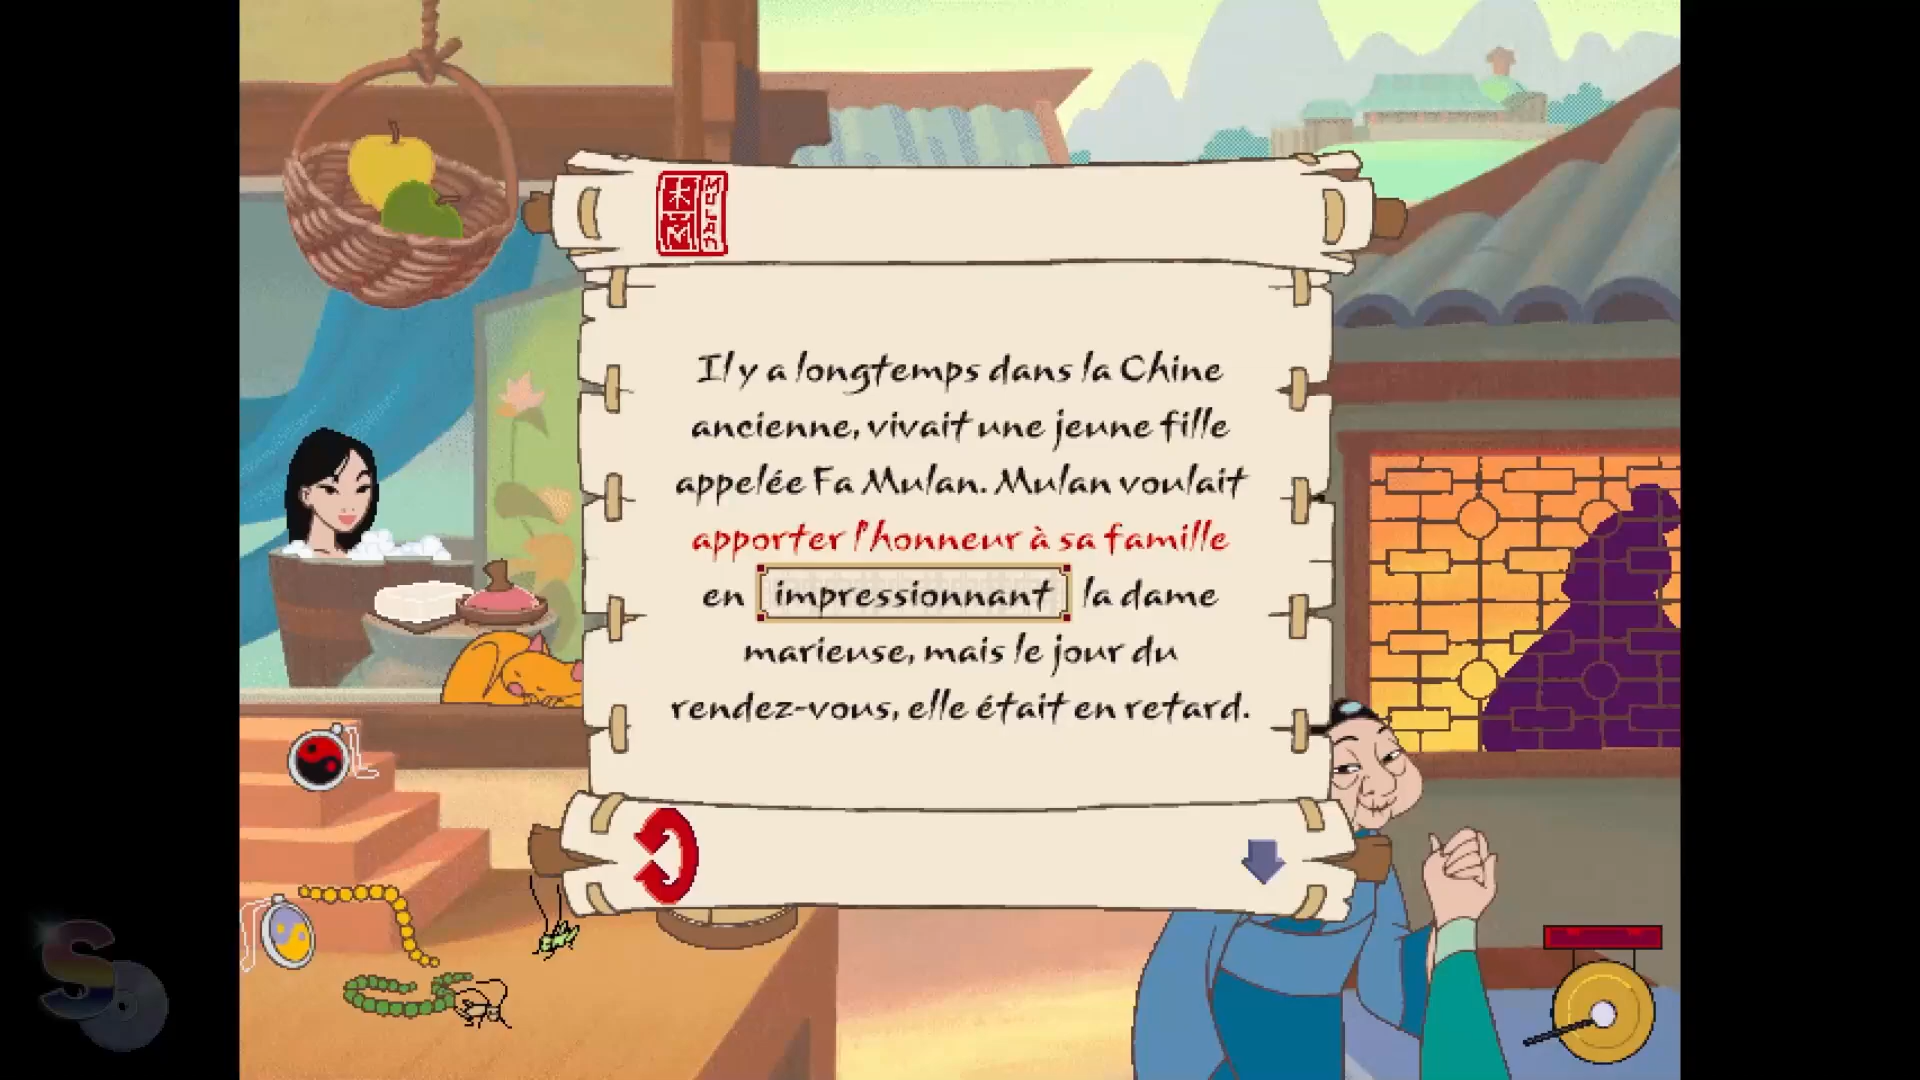 Il y a longtemps dans la Chine
ancienne, vivait une jeune fille
appelée Fa Mulan. Mulan voulait
apporter l'honneur à sa famille
en impressionnant la dame
marieuse, mais le jour du
rendez-vous, elle était en retard.